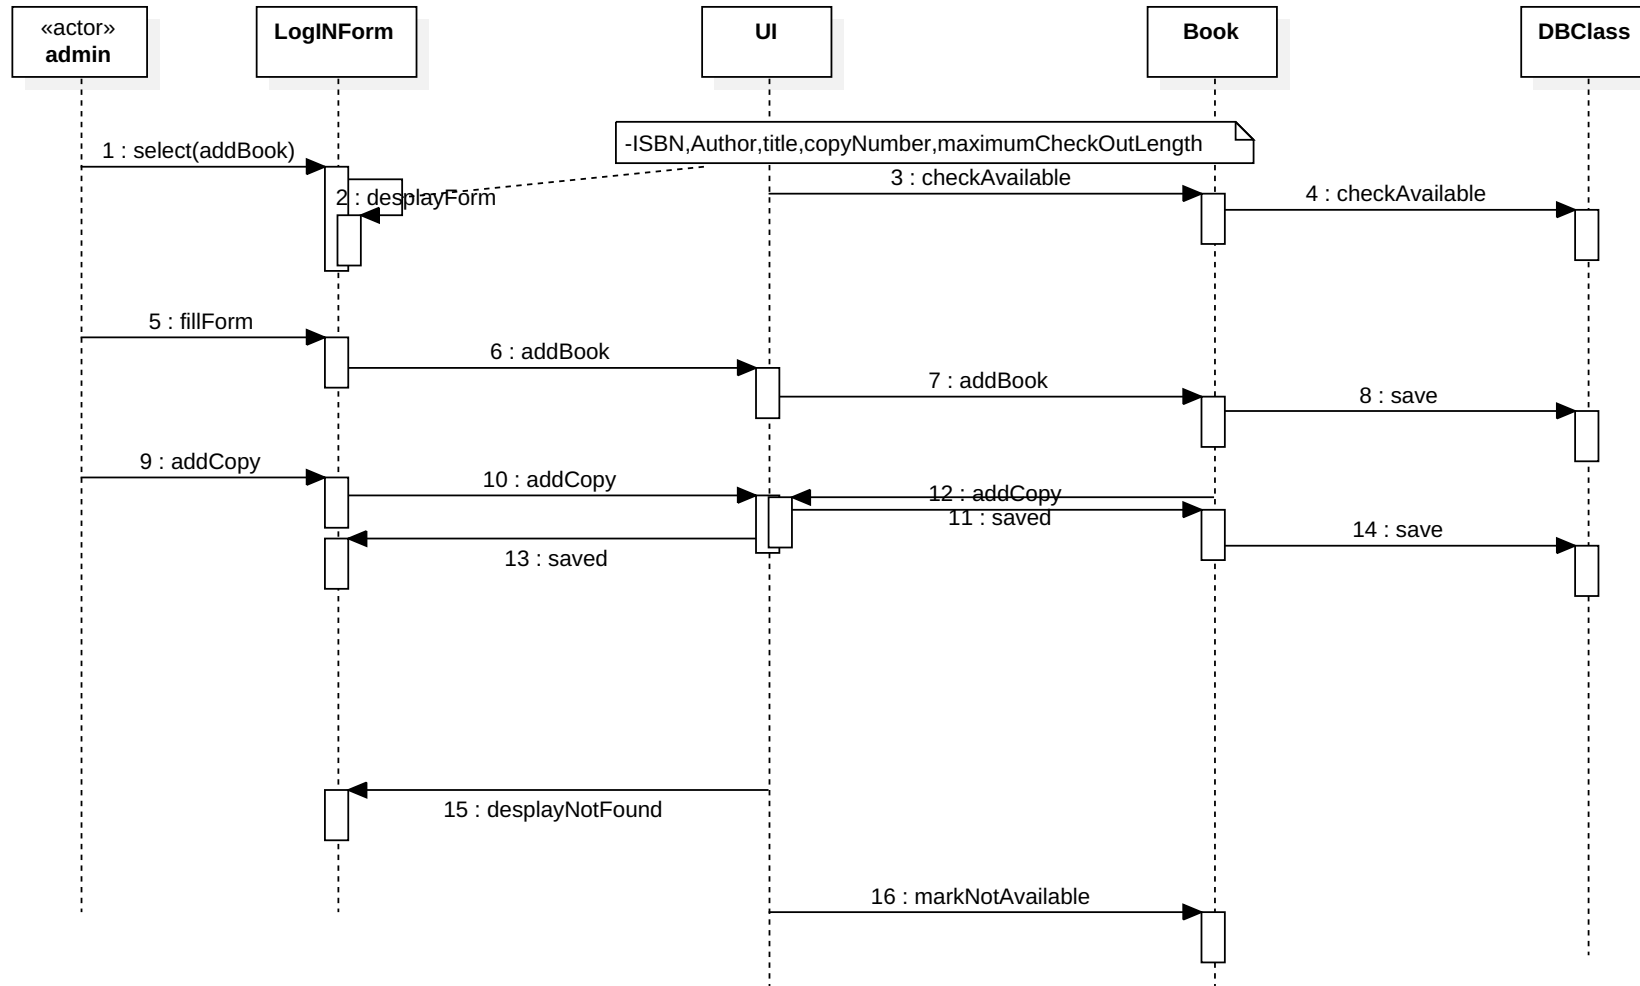 «actor»
admin
LogINForm
UI
Book
DBClass
-ISBN,Author,title,copyNumber,maximumCheckOutLength
1 : select(addBook)
2 : desplayForm
3 : checkAvailable
4 : checkAvailable
5 : fillForm
6 : addBook
7 : addBook
8 : save
9 : addCopy
10 : addCopy
12 : addCopy
11 : saved
13 : saved
14 : save
15 : desplayNotFound
16 : markNotAvailable